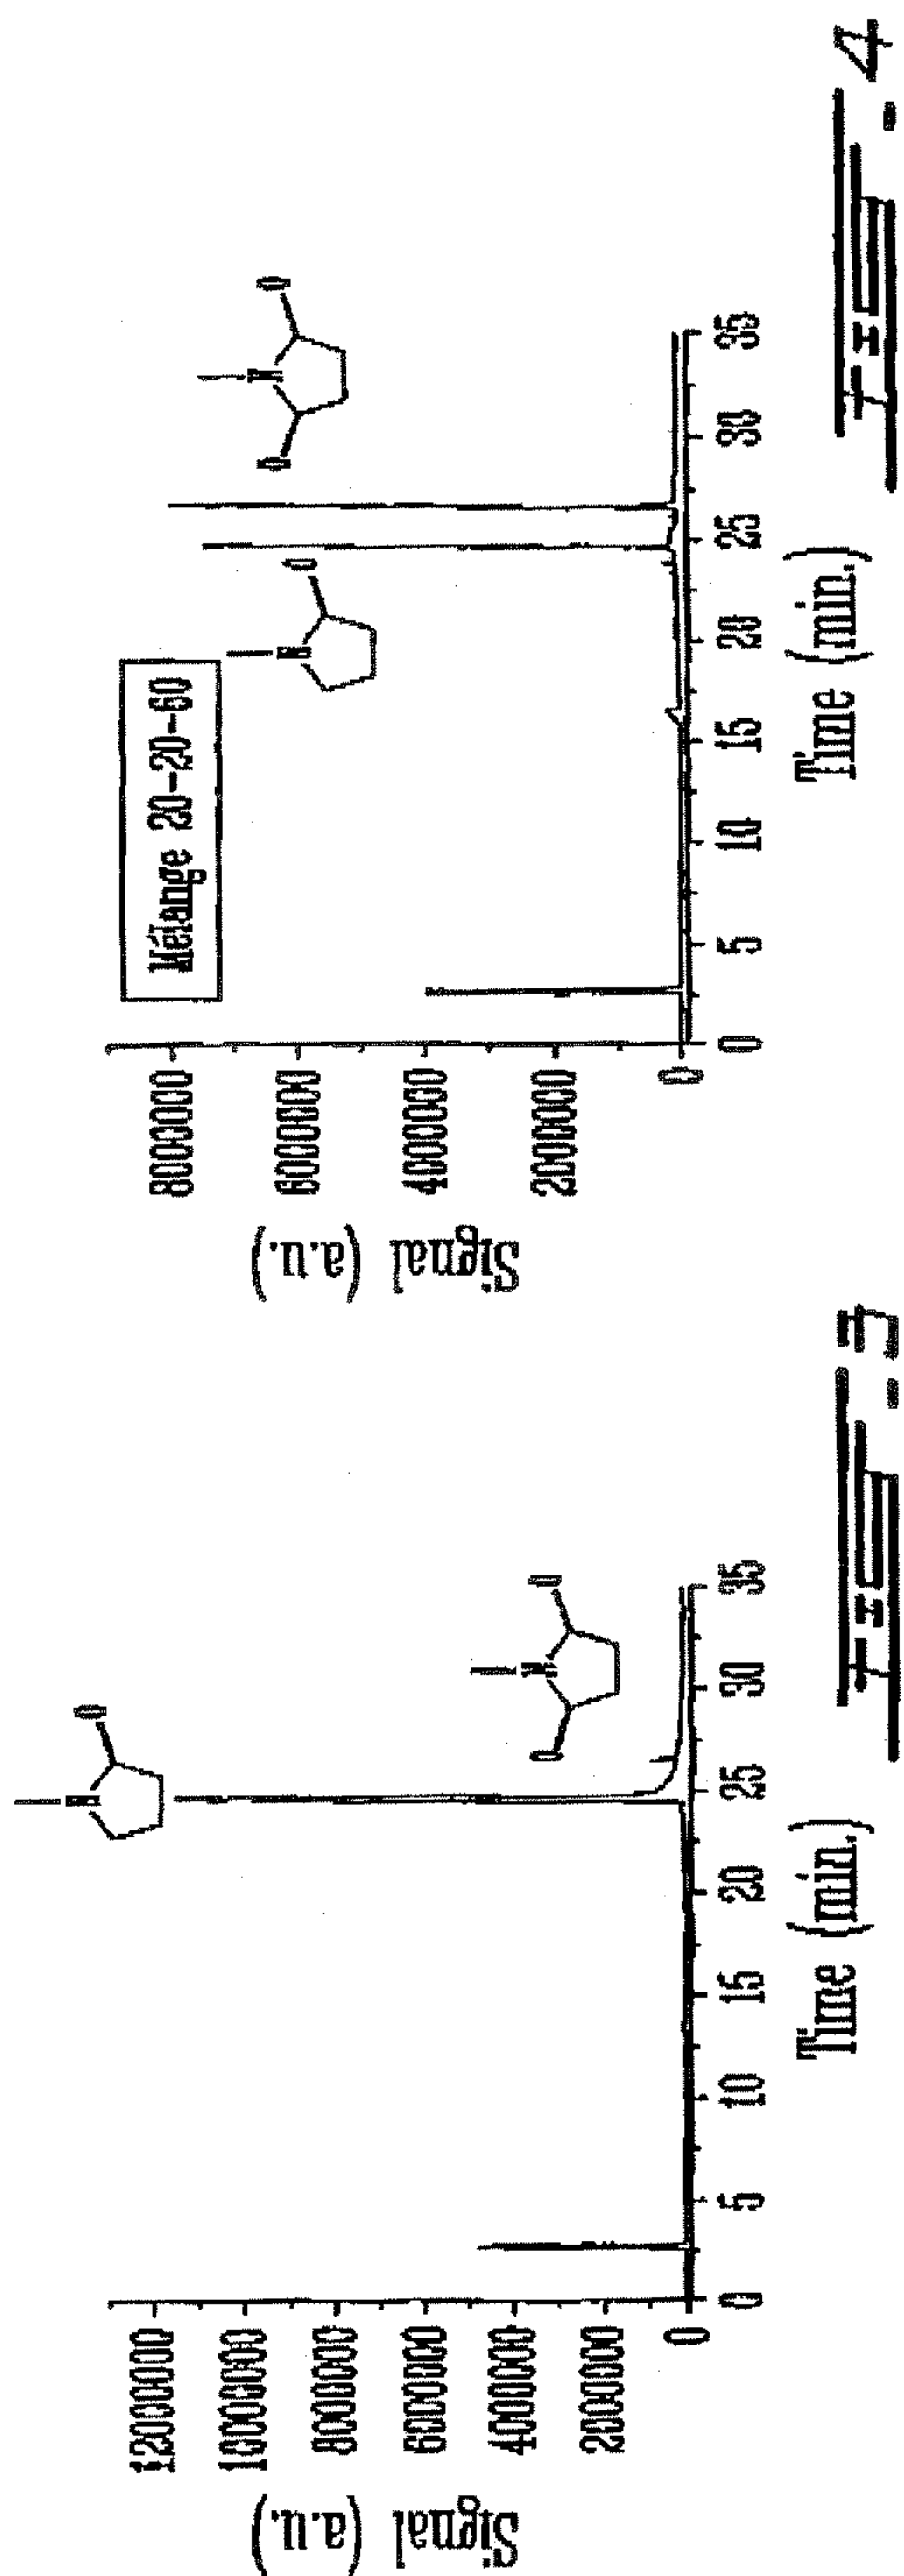 Signal (a.u.)
12000000
10000000
8000000
6000000
4000000
2000000
0
O
N
O
N
O
0 5 10 15 20 25 30 35
Time (min.)
FIG. 3
Signal (a.u.)
8000000
6000000
4000000
2000000
0
Mélange 20-20-60
N
O
O
N
O
0 5 10 15 20 25 30 35
Time (min.)
FIG. 4